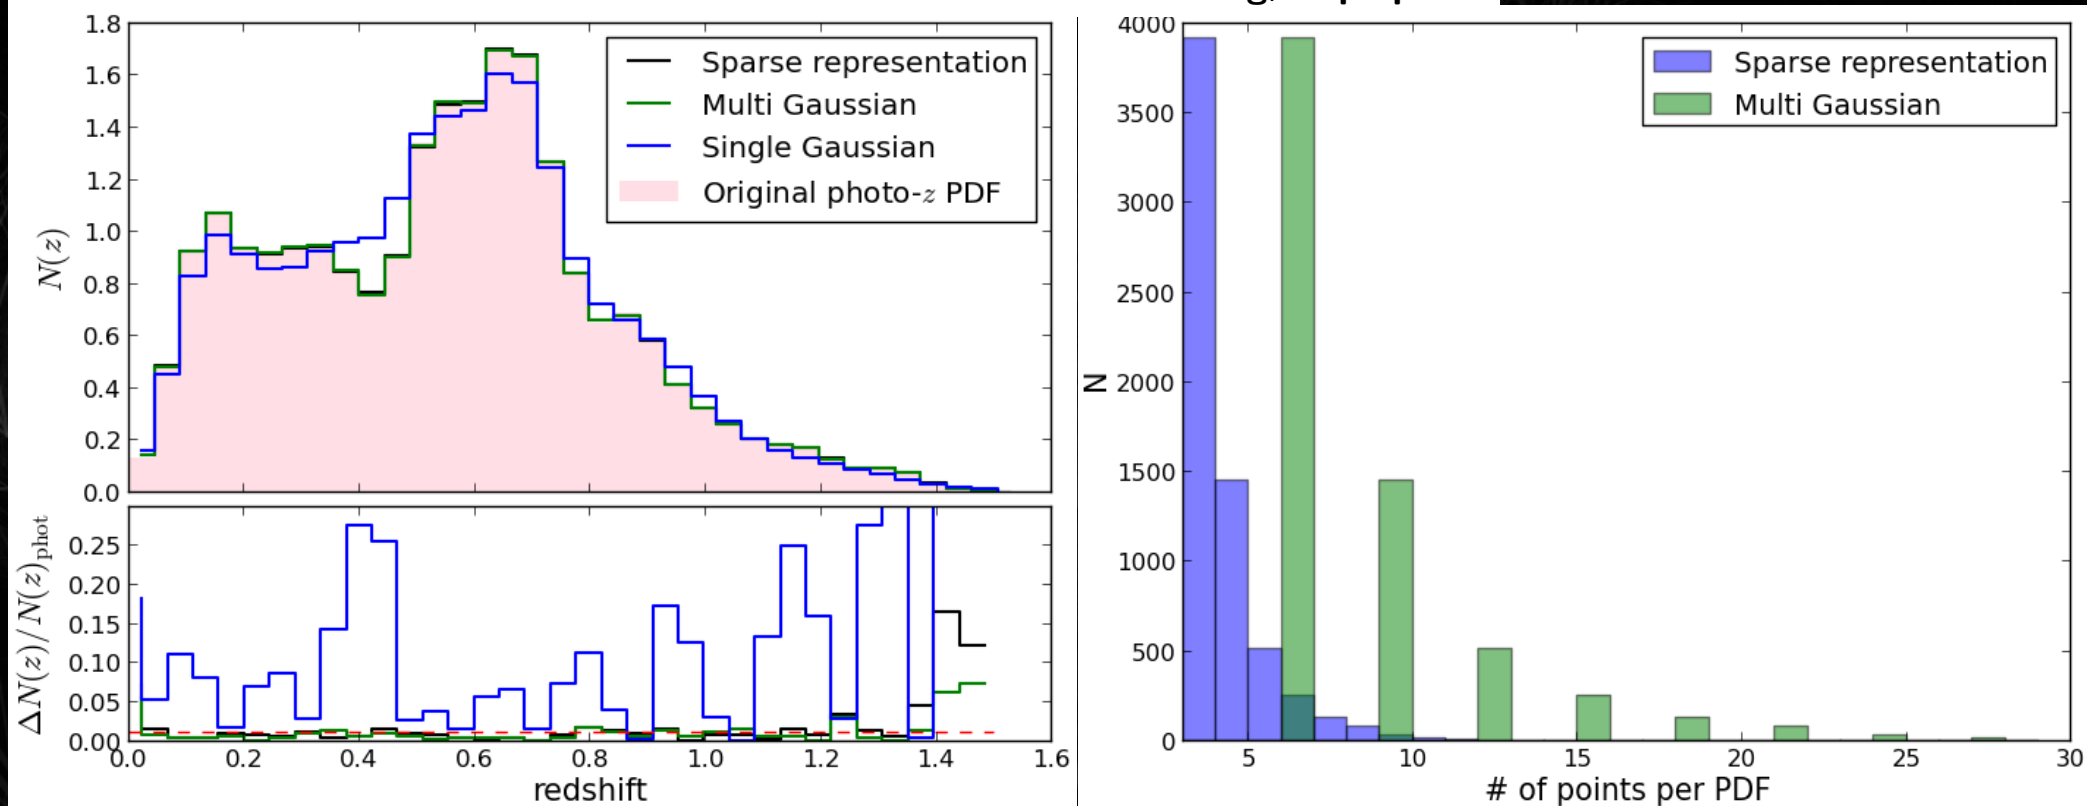 1.8
1.6
1.4
1.2
1.0
0.8
0.6
0.4
0.2
0.0
N(z)
Sparse representation
Multi Gaussian
Single Gaussian
Original photo-z PDF
0.25
0.20
0.15
0.10
0.05
0.00
ΔN(z)/N(z)phot
0.0 0.2 0.4 0.6 0.8 1.0 1.2 1.4 1.6
redshift
4000
3500
3000
2500
2000
1500
1000
500
0
N
Sparse representation
Multi Gaussian
5 10 15 20 25 30
# of points per PDF